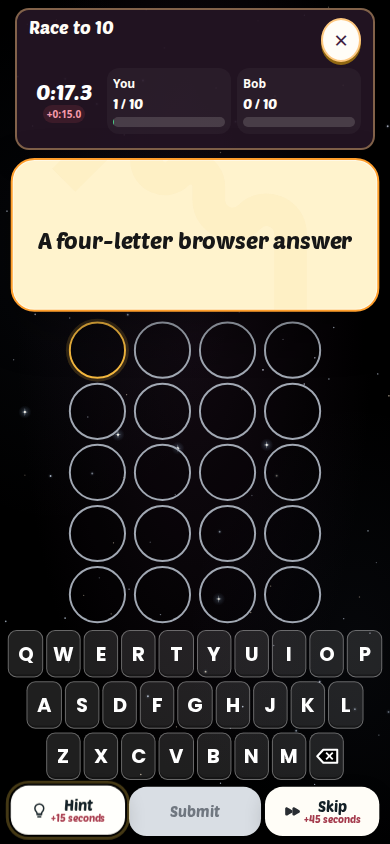 Race to 10
×
0:17.3
+0:15.0
You
1 / 10
Bob
0 / 10
A four-letter browser answer
Q W E R T Y U I O P
A S D F G H J K L
Z X C V B N M
Hint
+15 seconds
Submit
Skip
+45 seconds